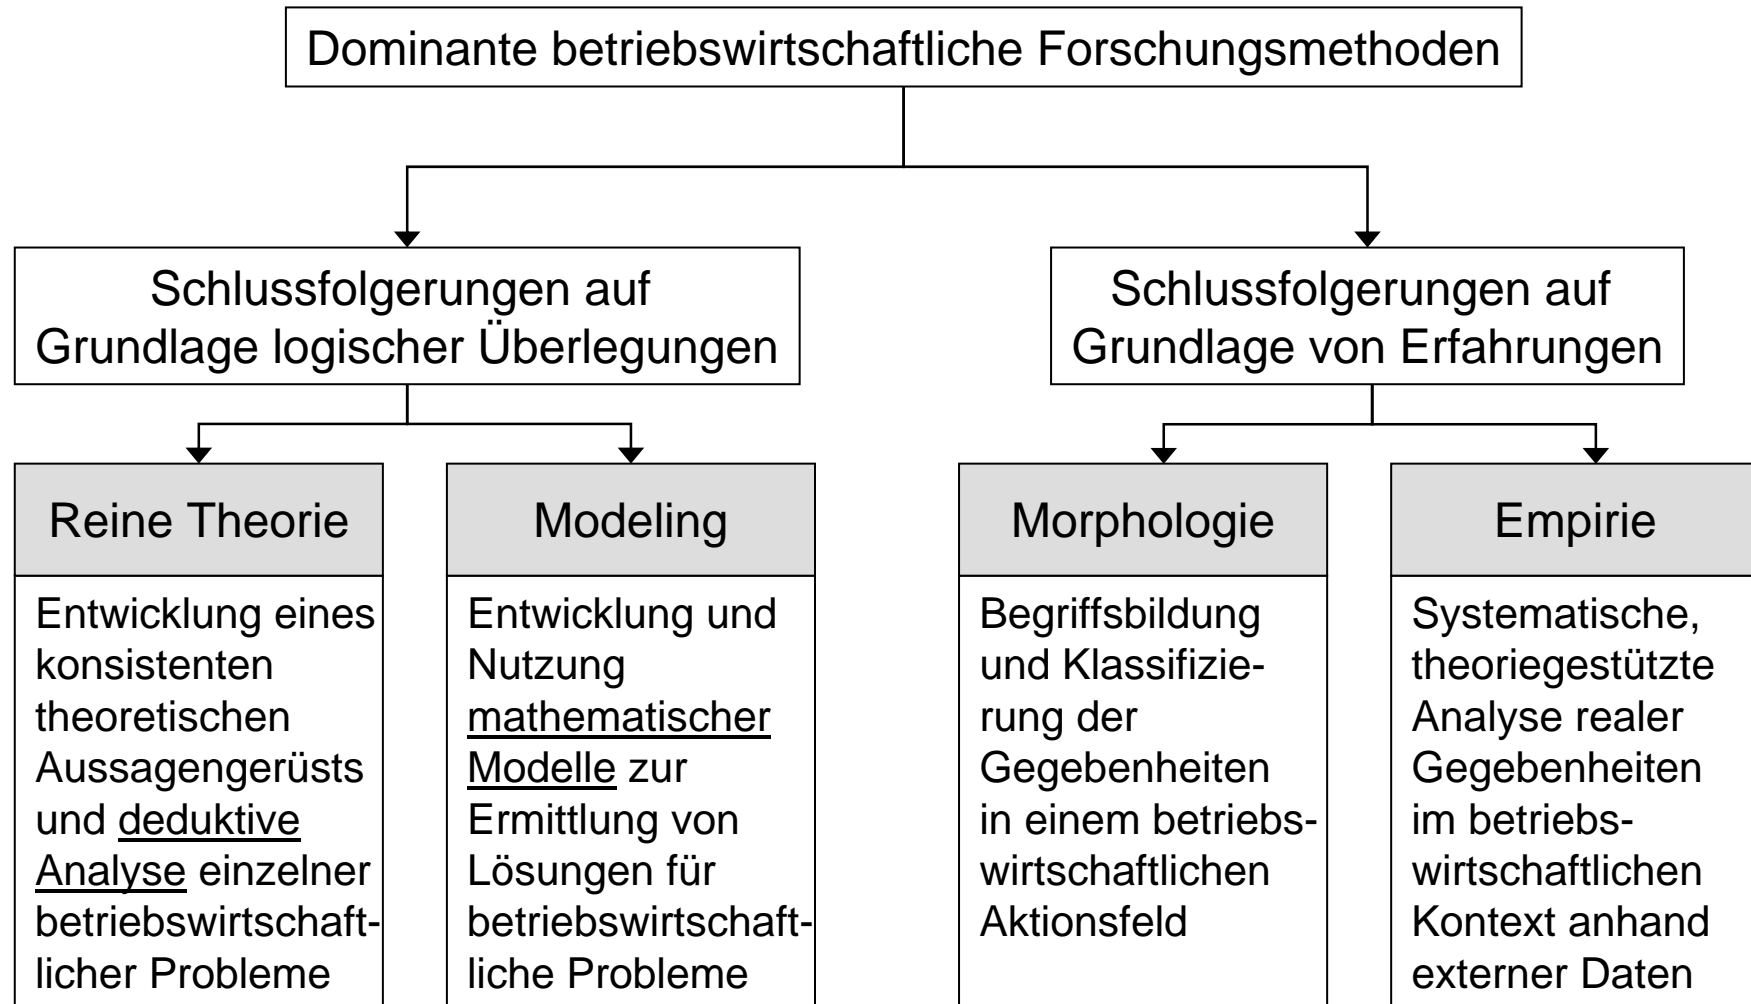 Dominante betriebswirtschaftliche Forschungsmethoden
Schlussfolgerungen auf
Grundlage logischer Überlegungen
Schlussfolgerungen auf
Grundlage von Erfahrungen
Reine Theorie
Entwicklung eines
konsistenten
theoretischen
Aussagengerüsts
und deduktive
Analyse einzelner
betriebswirtschaft-
licher Probleme
Modeling
Entwicklung und
Nutzung
mathematischer
Modelle zur
Ermittlung von
Lösungen für
betriebswirtschaft-
liche Probleme
Morphologie
Begriffsbildung
und Klassifizie-
rung der
Gegebenheiten
in einem betriebs-
wirtschaftlichen
Aktionsfeld
Empirie
Systematische,
theoriegestützte
Analyse realer
Gegebenheiten
im betriebs-
wirtschaftlichen
Kontext anhand
externer Daten